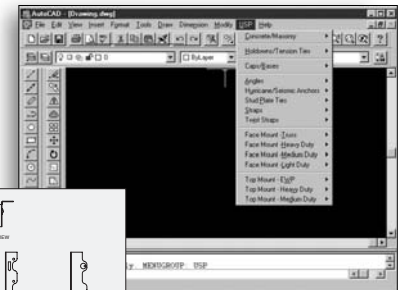 AutoCAD - [Drawing.dwg]
File Edit View Insert Format Tools Draw Dimension Modify USP Help
ByLayer
Concrete/Masonry
Holdowns/Tension Ties
Caps/Bases
Angles
Hurricane/Seismic Anchors
Stud Plate Ties
Straps
Twist Straps
Face Mount -Truss
Face Mount -Heavy Duty
Face Mount -Medium Duty
Face Mount -Light Duty
Top Mount - EWP
Top Mount - Heavy Duty
Top Mount - Medium Duty
MENUGROUP: USP